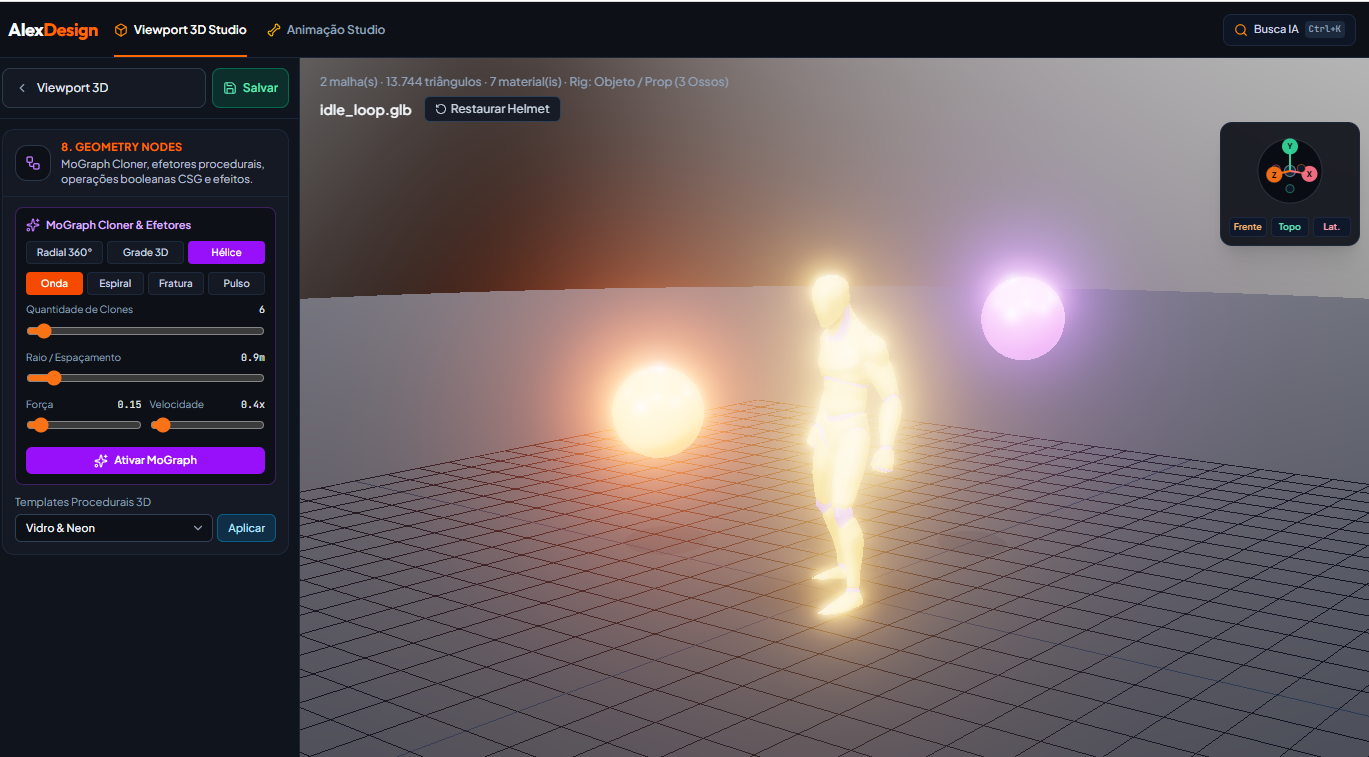 AlexDesign
Viewport 3D Studio
Animação Studio
Busca IA Ctrl+K
Viewport 3D
Salvar
2 malha(s) · 13.744 triângulos · 7 material(is) · Rig: Objeto / Prop (3 Ossos)
idle_loop.glb
Restaurar Helmet
8. GEOMETRY NODES
MoGraph Cloner, efetores procedurais,
operações booleanas CSG e efeitos.
MoGraph Cloner & Efetores
Radial 360° Grade 3D Hélice
Onda Espiral Fratura Pulso
Quantidade de Clones 6
Raio / Espaçamento 0.9m
Força 0.15 Velocidade 0.4x
Ativar MoGraph
Templates Procedurais 3D
Vidro & Neon Aplicar
Y
Z X
Frente Topo Lat.